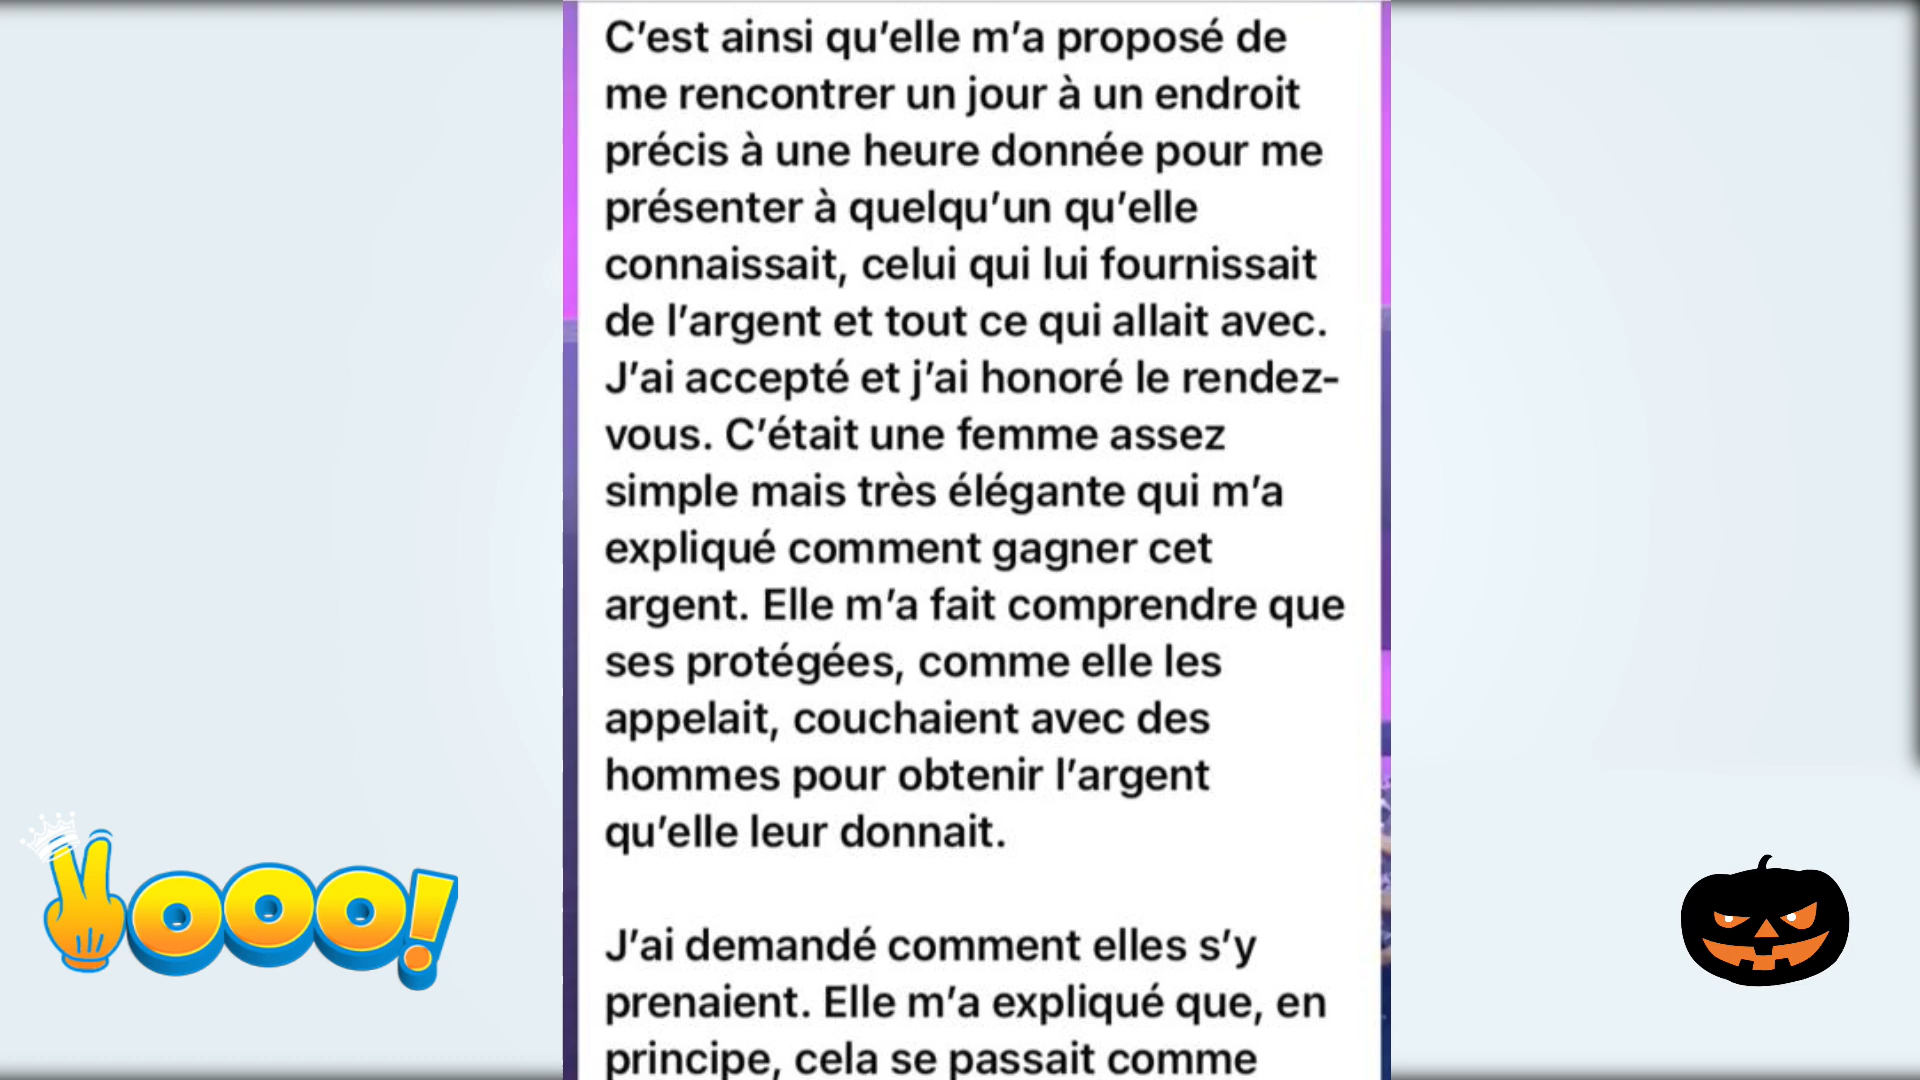 C’est ainsi qu’elle m’a proposé de
me rencontrer un jour à un endroit
précis à une heure donnée pour me
présenter à quelqu’un qu’elle
connaissait, celui qui lui fournissait
de l’argent et tout ce qui allait avec.
J’ai accepté et j’ai honoré le rendez-
vous. C’était une femme assez
simple mais très élégante qui m’a
expliqué comment gagner cet
argent. Elle m’a fait comprendre que
ses protégées, comme elle les
appelait, couchaient avec des
hommes pour obtenir l’argent
qu’elle leur donnait.
J’ai demandé comment elles s’y
prenaient. Elle m’a expliqué que, en
principe, cela se passait comme
YOOO!